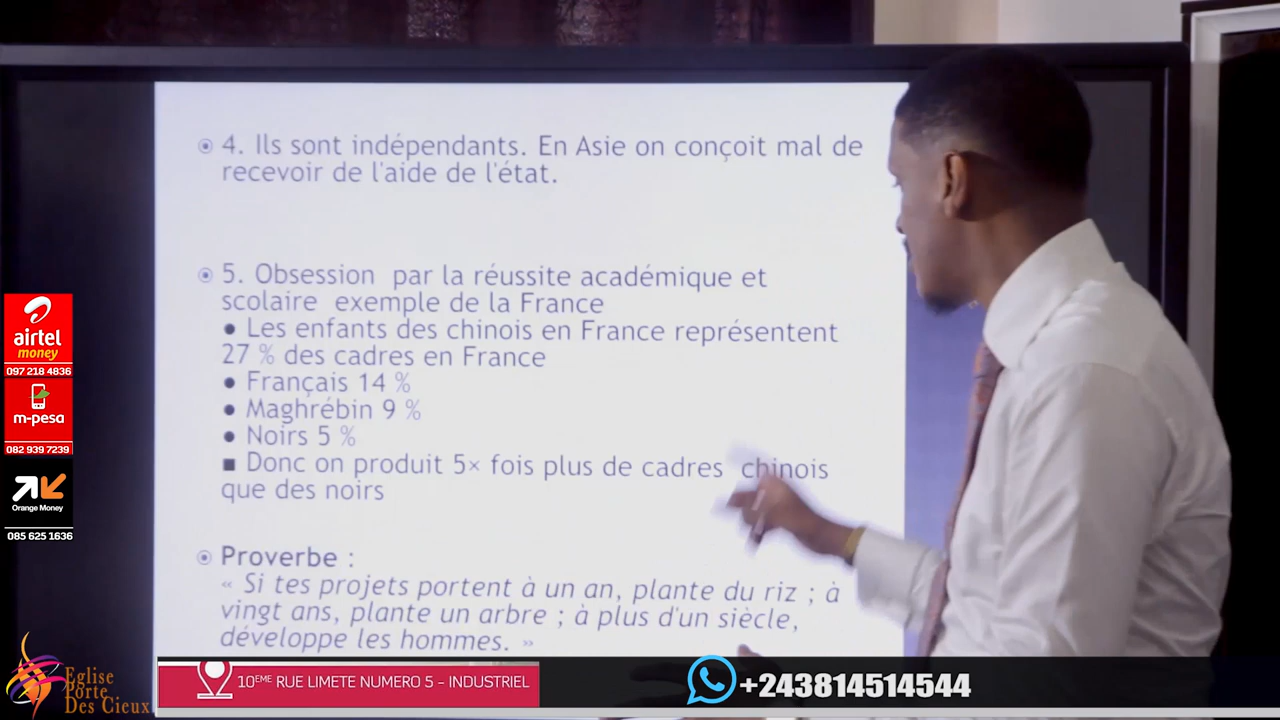 4. Ils sont indépendants. En Asie on conçoit mal de
recevoir de l'aide de l'état.
5. Obsession par la réussite académique et
scolaire exemple de la France
• Les enfants des chinois en France représentent
27 % des cadres en France
• Français 14 %
• Maghrébin 9 %
• Noirs 5 %
■ Donc on produit 5× fois plus de cadres chinois
que des noirs
Proverbe :
« Si tes projets portent à un an, plante du riz ; à
vingt ans, plante un arbre ; à plus d'un siècle,
développe les hommes. »
airtel
money
097 218 4836
m-pesa
082 939 7239
Orange Money
085 625 1636
Eglise
Porte
Des Cieux
10EME RUE LIMETE NUMERO 5 - INDUSTRIEL
+243814514544